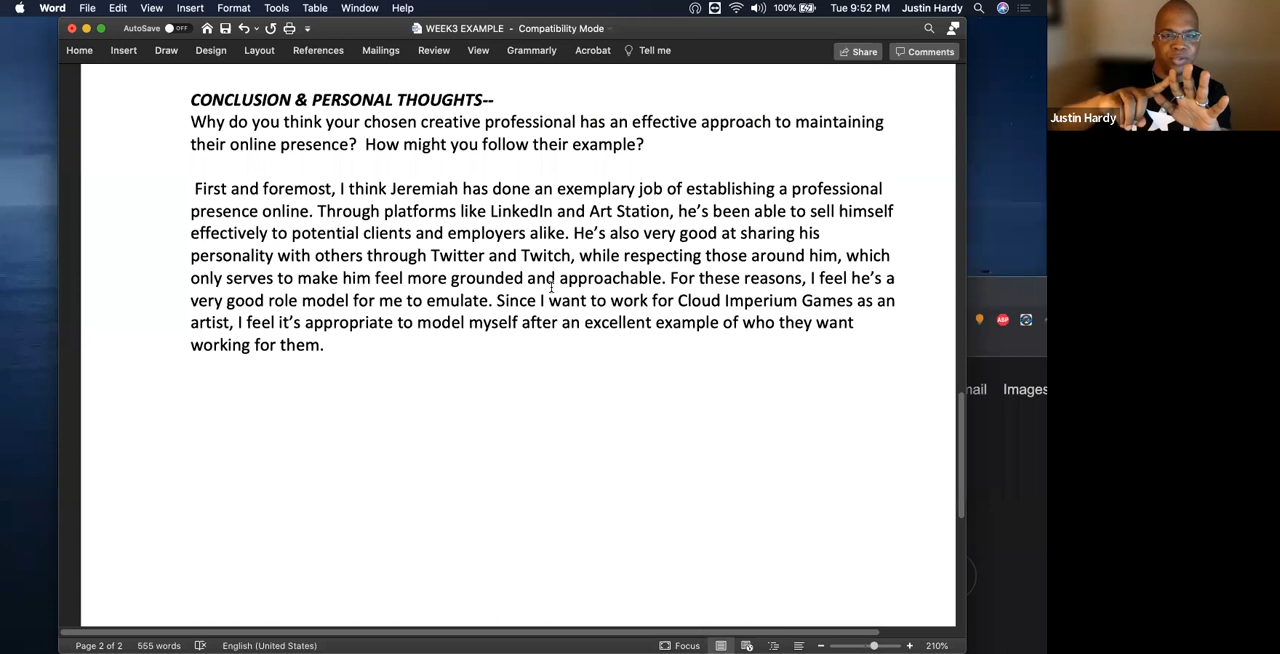 Word File Edit View Insert Format Tools Table Window Help 100% Tue 9:52 PM Justin Hardy
AutoSave OFF WEEK3 EXAMPLE - Compatibility Mode
Home Insert Draw Design Layout References Mailings Review View Grammarly Acrobat Tell me Share Comments
CONCLUSION & PERSONAL THOUGHTS--
Why do you think your chosen creative professional has an effective approach to maintaining
their online presence? How might you follow their example?
First and foremost, I think Jeremiah has done an exemplary job of establishing a professional
presence online. Through platforms like LinkedIn and Art Station, he’s been able to sell himself
effectively to potential clients and employers alike. He’s also very good at sharing his
personality with others through Twitter and Twitch, while respecting those around him, which
only serves to make him feel more grounded and approachable. For these reasons, I feel he’s a
very good role model for me to emulate. Since I want to work for Cloud Imperium Games as an
artist, I feel it’s appropriate to model myself after an excellent example of who they want
working for them.
Justin Hardy
ABP
mail Images
Page 2 of 2 555 words English (United States) Focus 210%